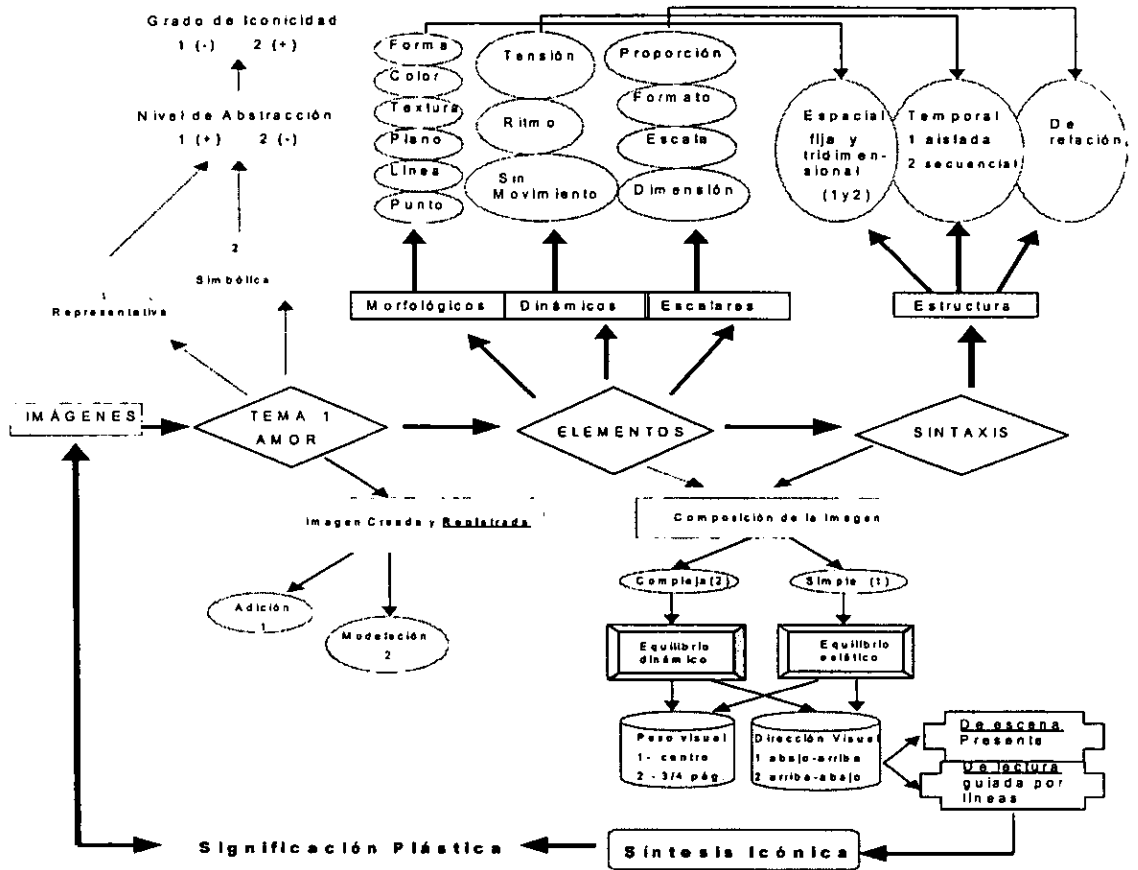 Grado de Iconicidad
1 (-) 2 (+)
Nivel de Abstracción
1 (+) 2 (-)
2
Simbólica
1
Representativa
Forma
Color
Textura
Plano
Línea
Punto
Tensión
Ritmo
Sin
Movimiento
Proporción
Formato
Escala
Dimensión
Espacial
fija y
tridimen-
sional
(1y2)
Temporal
1 aislada
2 secuencial
De
relación
Morfológicos
Dinámicos
Escalares
Estructura
IMÁGENES
TEMA 1
AMOR
ELEMENTOS
SINTAXIS
Imagen Creada y Registrada
Adición
1
Modelación
2
Composición de la Imagen
Compleja(2)
Simple (1)
Equilibrio
dinámico
Equilibrio
estático
Peso visual
1- centro
2 - 3/4 pág.
Dirección Visual
1 abajo-arriba
2 arriba-abajo
De escena
Presente
De lectura
guiada por
líneas
Significación Plástica
Síntesis Icónica